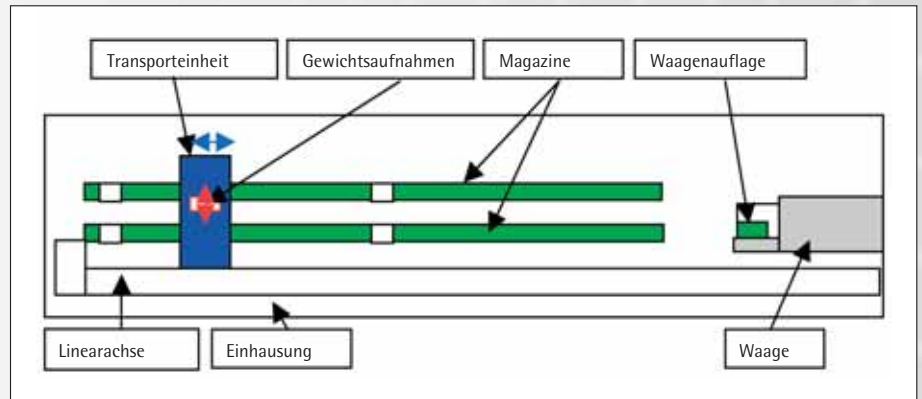 Transporteinheit
Gewichtsaufnahmen
Magazine
Waagenauflage
Linearachse
Einhausung
Waage